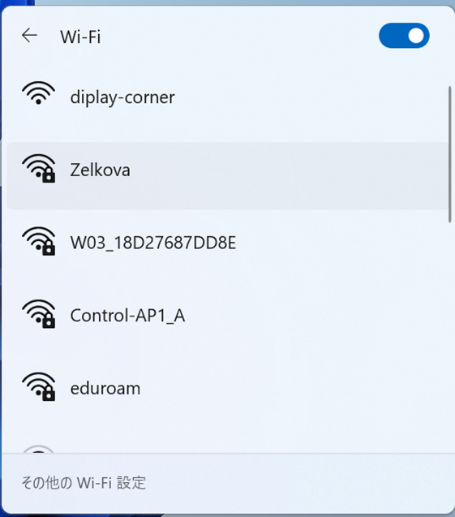 Wi-Fi
diplay-corner
Zelkova
W03_18D27687DD8E
Control-AP1_A
eduroam
その他の Wi-Fi 設定